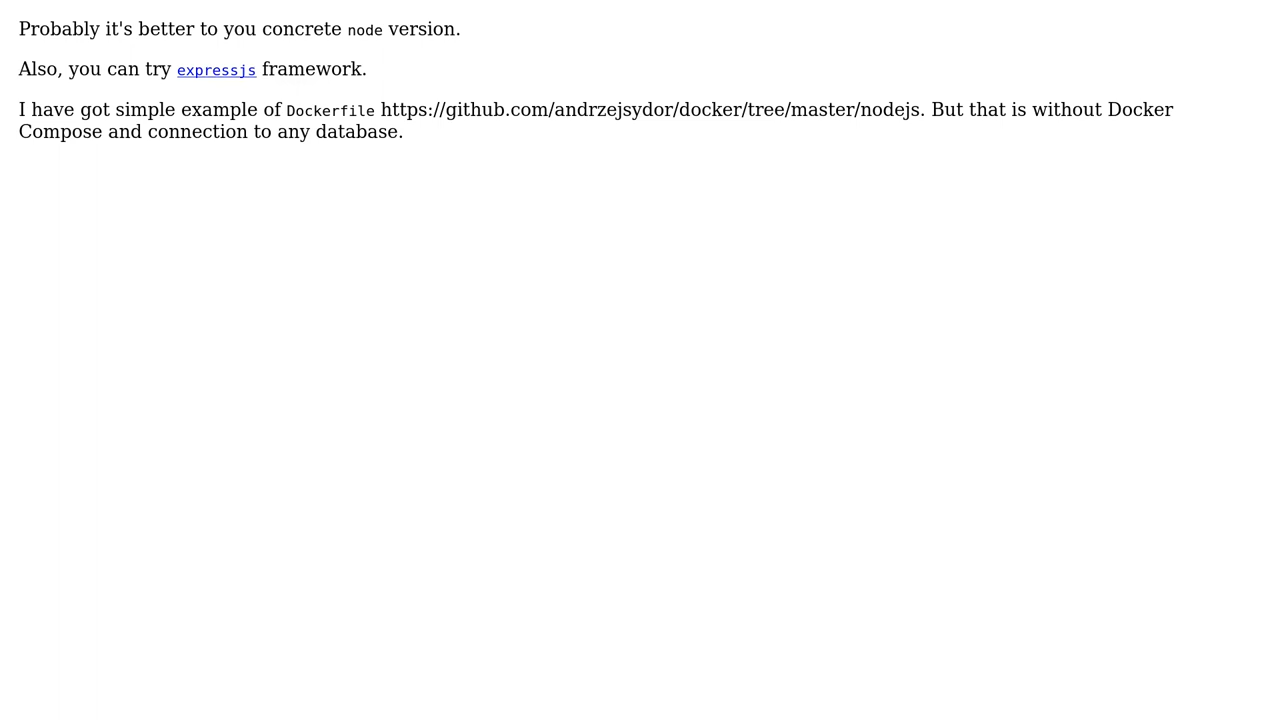 Probably it's better to you concrete node version.
Also, you can try expressjs framework.
I have got simple example of Dockerfile https://github.com/andrzejsydor/docker/tree/master/nodejs. But that is without Docker
Compose and connection to any database.